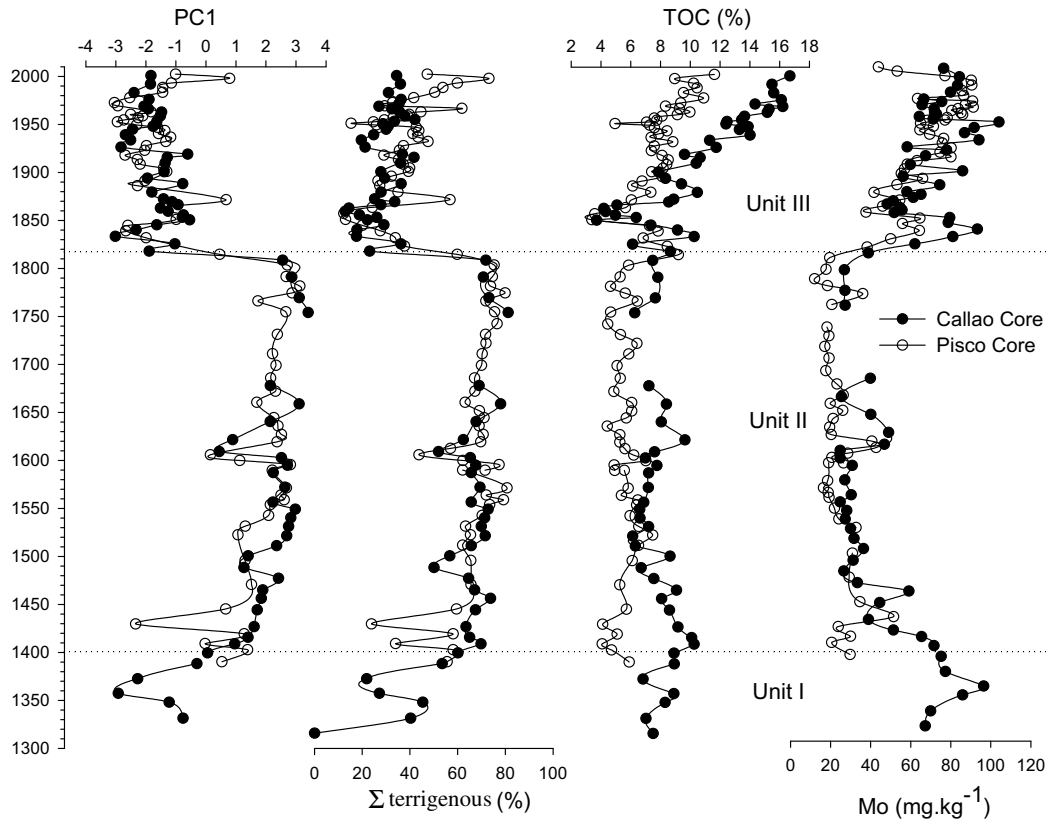 PC1
TOC (%)
-4 -3 -2 -1 0 1 2 3 4
2 4 6 8 10 12 14 16 18
2000
1950
1900
1850
1800
1750
1700
1650
1600
1550
1500
1450
1400
1350
1300
Unit III
Callao Core
Pisco Core
Unit II
Unit I
0 20 40 60 80 100
Σ terrigenous (%)
0 20 40 60 80 100 120
Mo (mg.kg-1)